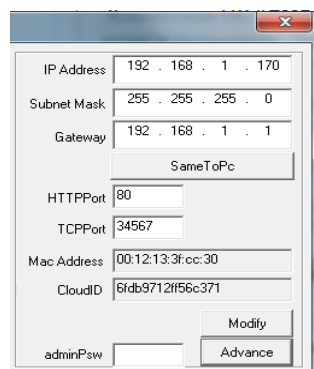 IP Address 192 . 168 . 1 . 170
Subnet Mask 255 . 255 . 255 . 0
Gateway 192 . 168 . 1 . 1
SameToPc
HTTPPort 80
TCPPort 34567
Mac Address 00:12:13:3f:cc:30
CloudID 6fdb9712ff56c371
Modify
adminPsw Advance